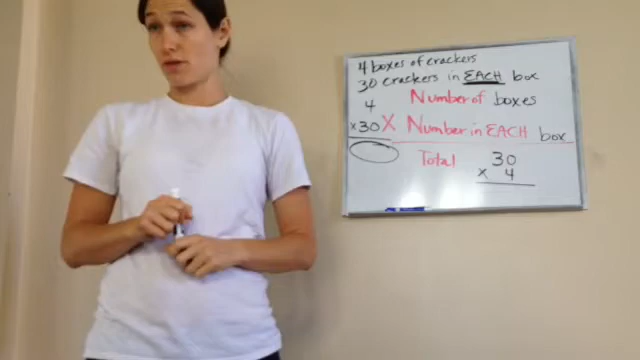 4 boxes of crackers
30 crackers in EACH box
4 Number of boxes
x30 X Number in EACH box
Total 30
x 4